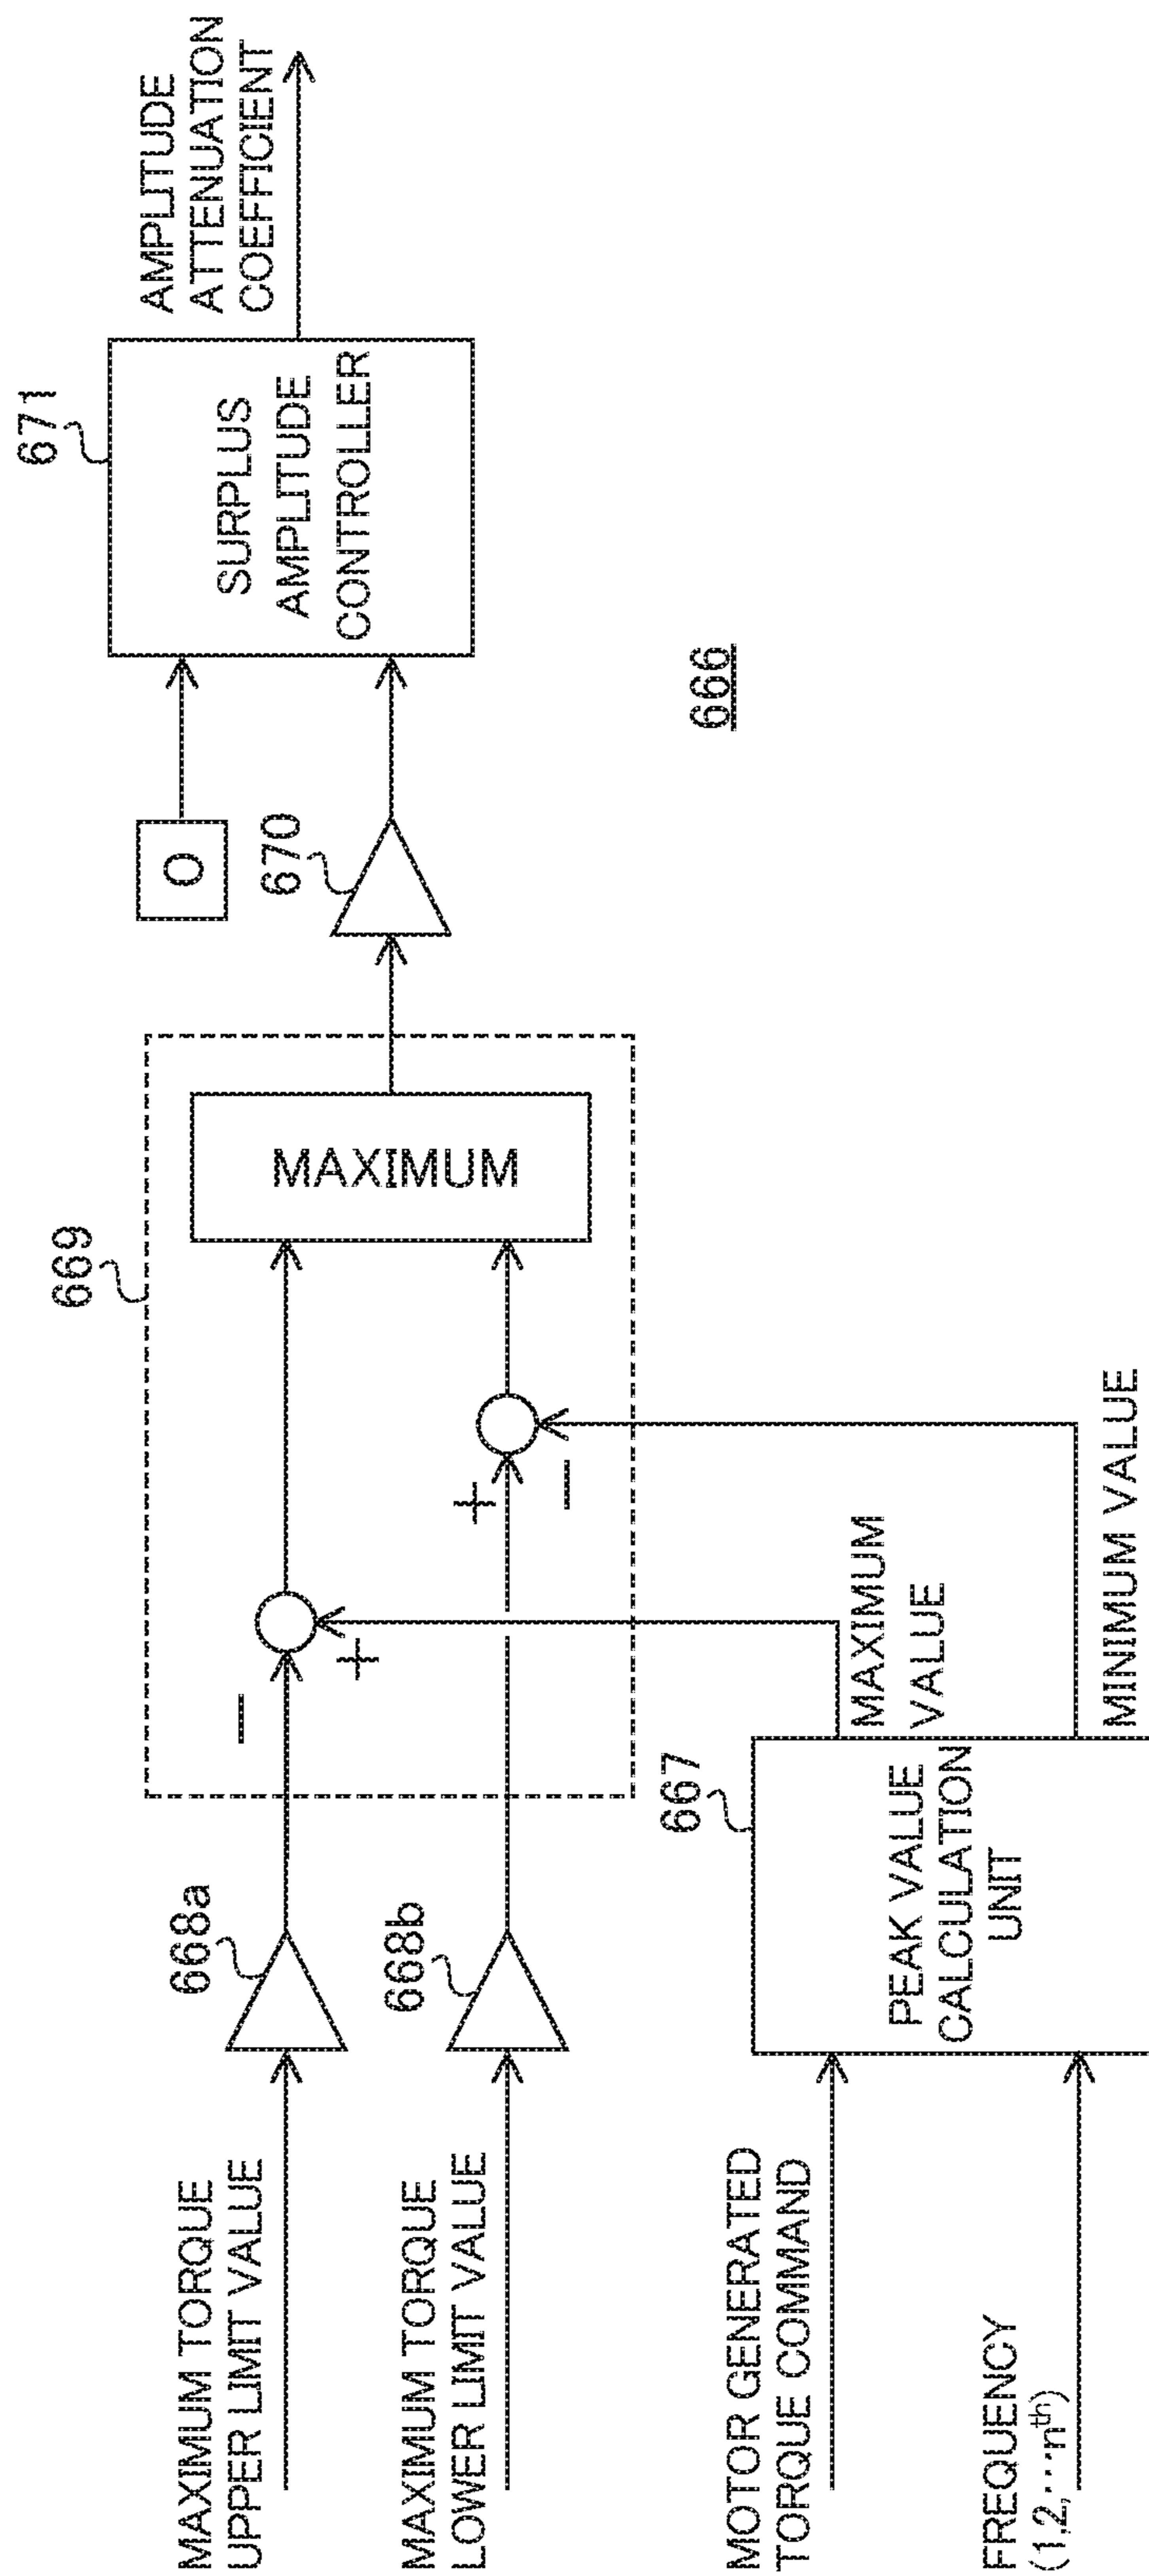 MAXIMUM TORQUE
UPPER LIMIT VALUE
668a
MAXIMUM TORQUE
LOWER LIMIT VALUE
668b
MOTOR GENERATED
TORQUE COMMAND
FREQUENCY
(1,2,···nth)
667
PEAK VALUE
CALCULATION
UNIT
MAXIMUM
VALUE
MINIMUM VALUE
−
+
+
−
669
MAXIMUM
670
0
671
SURPLUS
AMPLITUDE
CONTROLLER
AMPLITUDE
ATTENUATION
COEFFICIENT
666